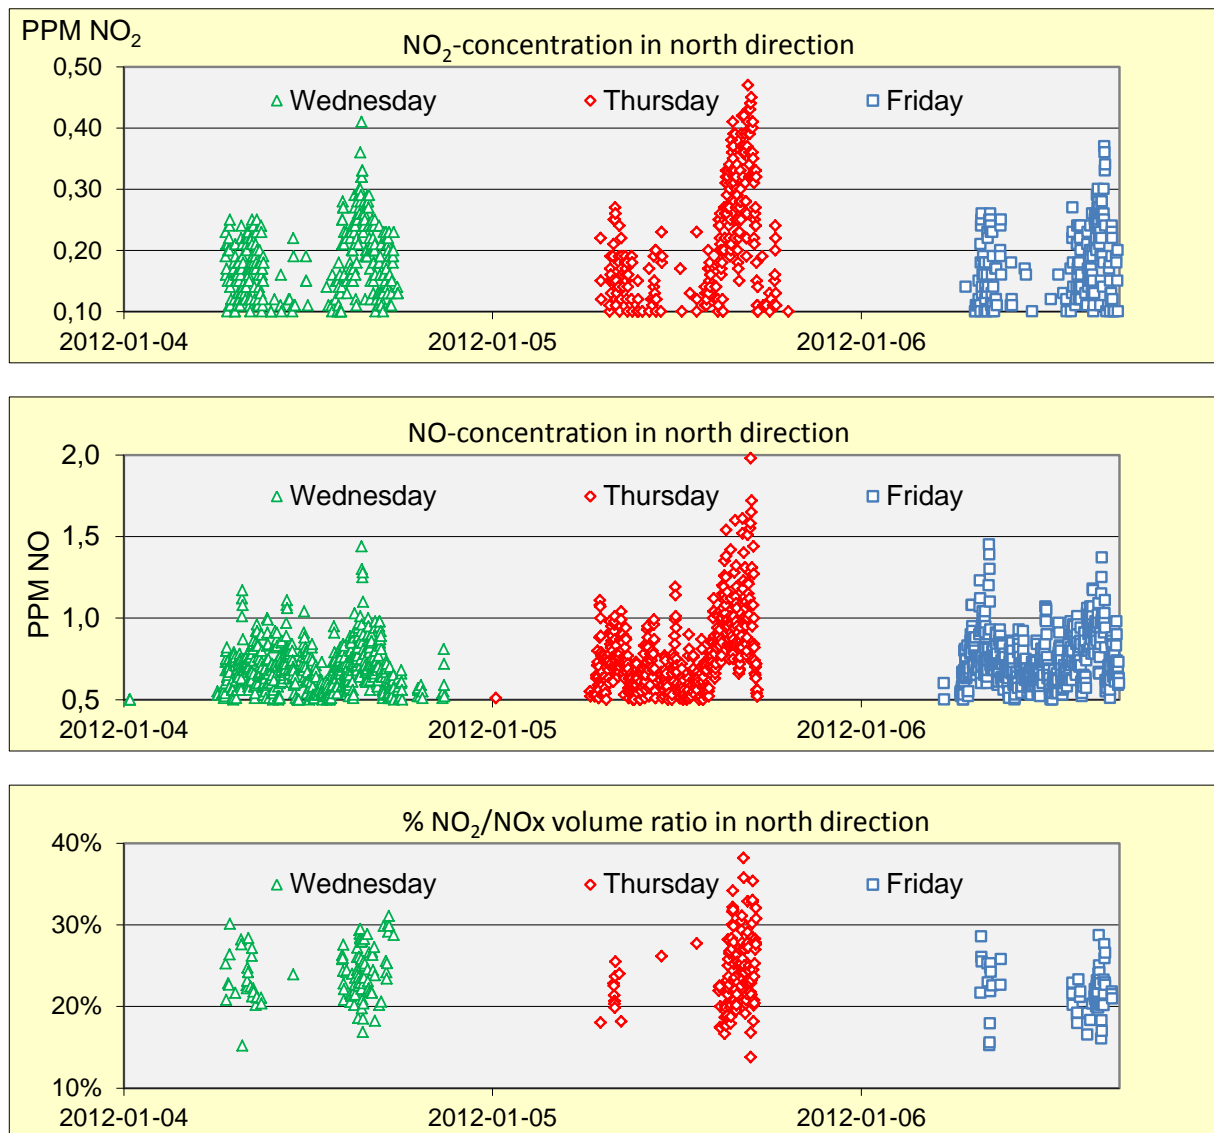 PPM NO₂
NO₂-concentration in north direction
0,50
Wednesday Thursday Friday
0,40
0,30
0,20
0,10
2012-01-04 2012-01-05 2012-01-06
NO-concentration in north direction
PPM NO
2,0
Wednesday Thursday Friday
1,5
1,0
0,5
2012-01-04 2012-01-05 2012-01-06
% NO₂/NOx volume ratio in north direction
40%
Wednesday Thursday Friday
30%
20%
10%
2012-01-04 2012-01-05 2012-01-06